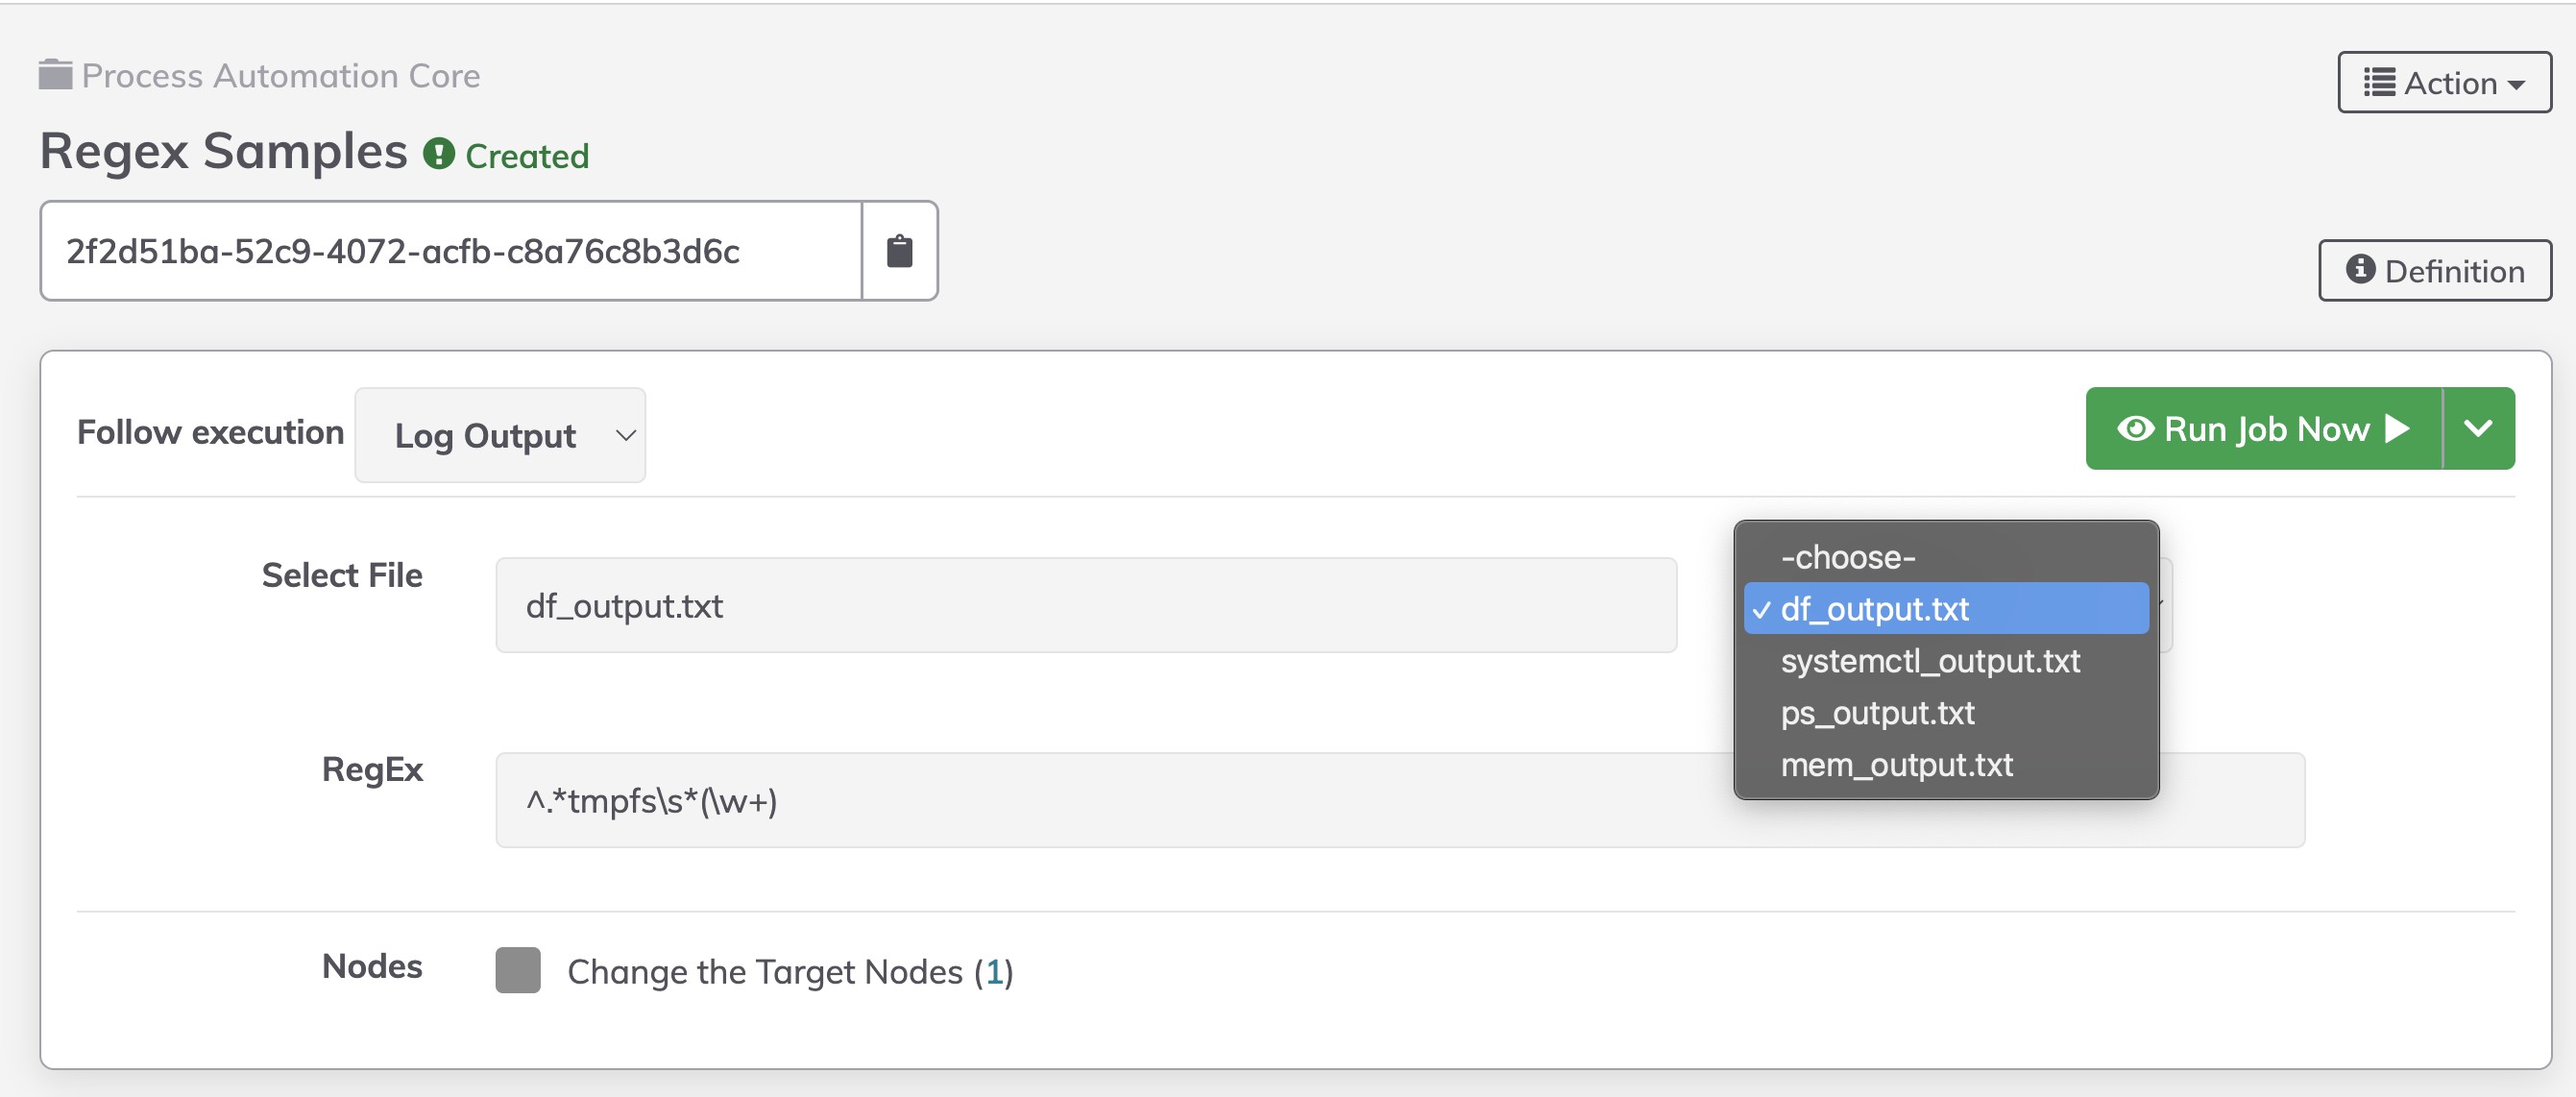 Process Automation Core
Action
Regex Samples Created
2f2d51ba-52c9-4072-acfb-c8a76c8b3d6c
Definition
Follow execution Log Output
Run Job Now
Select File
df_output.txt
-choose-
df_output.txt
systemctl_output.txt
ps_output.txt
mem_output.txt
RegEx
^.*tmpfs\s*(\w+)
Nodes
Change the Target Nodes (1)